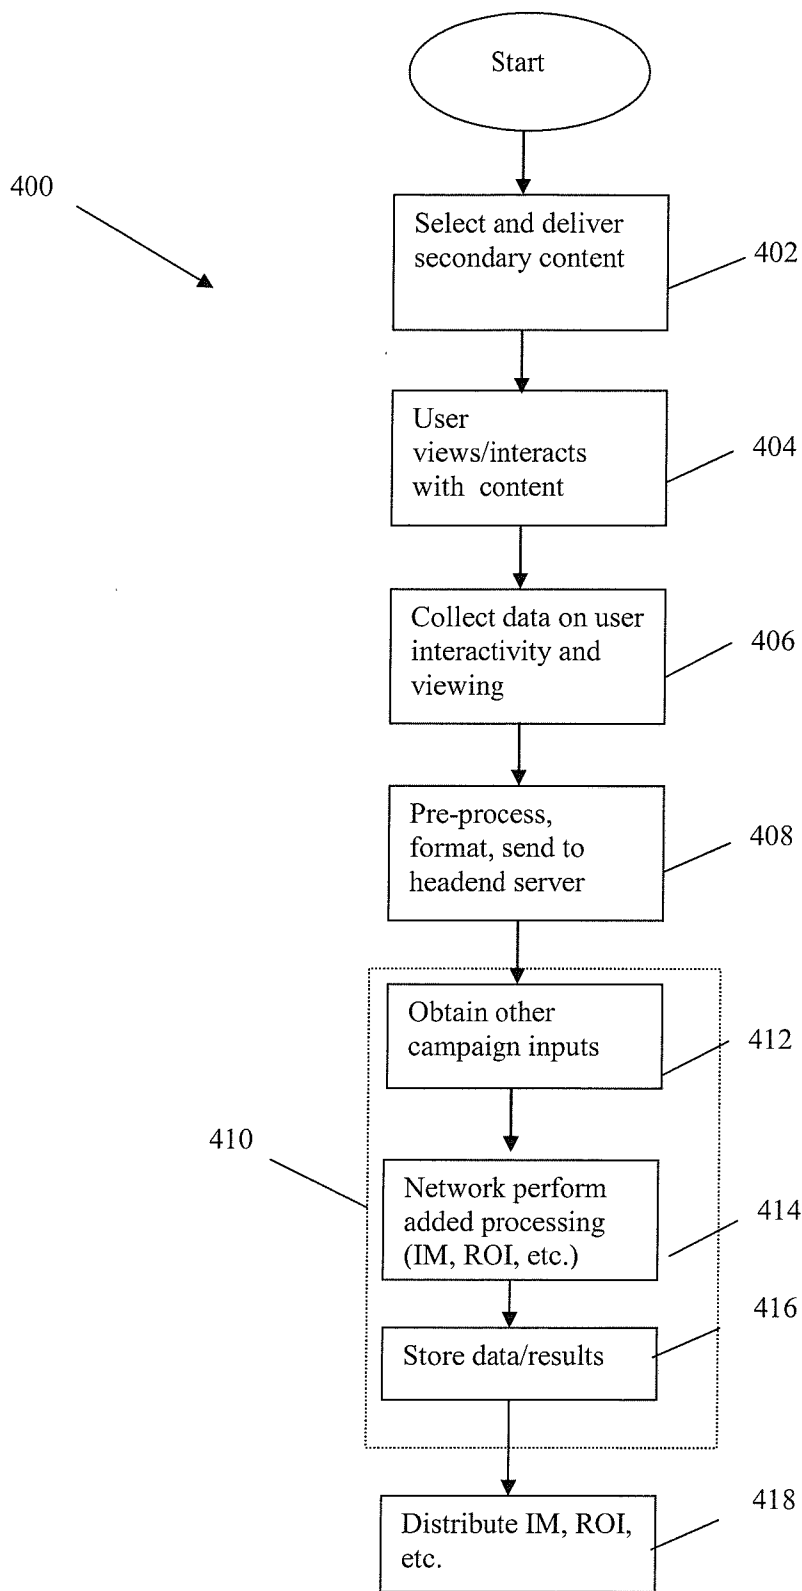 Start
400
Select and deliver
secondary content
402
User
views/interacts
with content
404
Collect data on user
interactivity and
viewing
406
Pre-process,
format, send to
headend server
408
Obtain other
campaign inputs
412
410
Network perform
added processing
(IM, ROI, etc.)
414
416
Store data/results
418
Distribute IM, ROI,
etc.